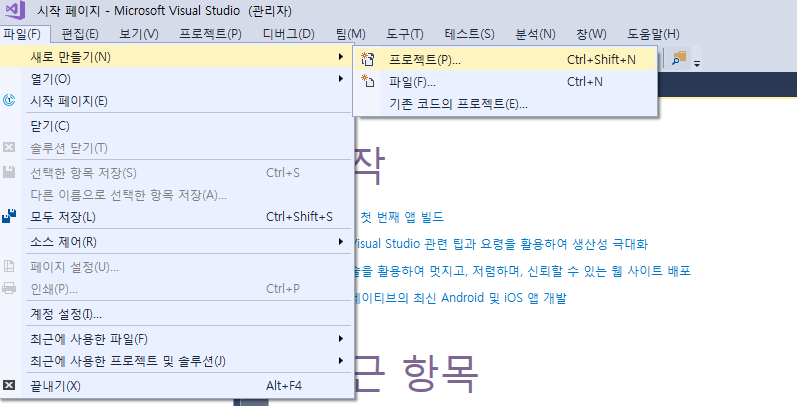 시작 페이지 - Microsoft Visual Studio (관리자)
파일(F) 편집(E) 보기(V) 프로젝트(P) 디버그(D) 팀(M) 도구(T) 테스트(S) 분석(N) 창(W) 도움말(H)
새로 만들기(N)
프로젝트(P)... Ctrl+Shift+N
파일(F)... Ctrl+N
기존 코드의 프로젝트(E)...
열기(O)
시작 페이지(E)
닫기(C)
솔루션 닫기(T)
선택한 항목 저장(S) Ctrl+S
다른 이름으로 선택한 항목 저장(A)...
모두 저장(L) Ctrl+Shift+S
소스 제어(R)
페이지 설정(U)...
인쇄(P)... Ctrl+P
계정 설정(I)...
최근에 사용한 파일(F)
최근에 사용한 프로젝트 및 솔루션(J)
끝내기(X) Alt+F4
작
첫 번째 앱 빌드
Visual Studio 관련 팁과 요령을 활용하여 생산성 극대화
활용하여 멋지고, 저렴하며, 신뢰할 수 있는 웹 사이트 배포
최신 Android 및 iOS 앱 개발
근 항목